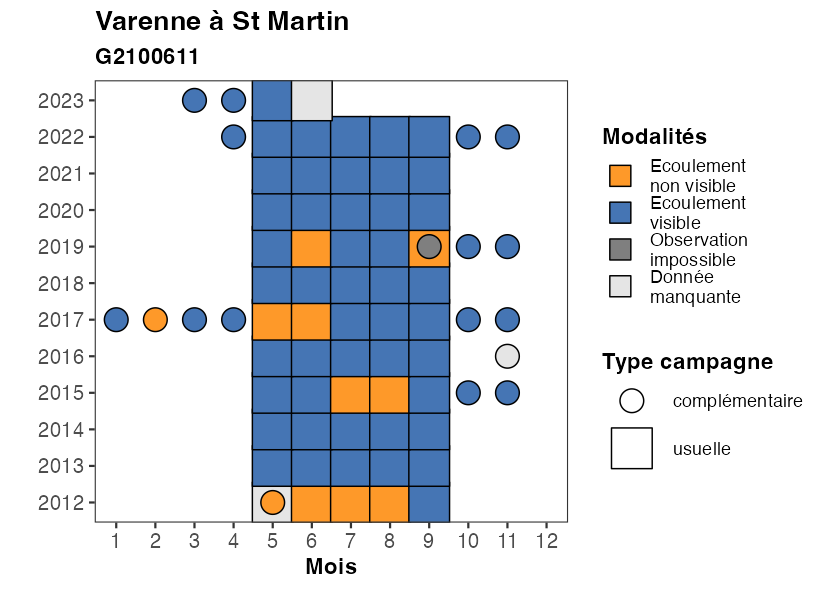 Varenne à St Martin
G2100611
2023
2022
2021
2020
2019
2018
2017
2016
2015
2014
2013
2012
1 2 3 4 5 6 7 8 9 10 11 12
Mois
Modalités
Ecoulement
non visible
Ecoulement
visible
Observation
impossible
Donnée
manquante
Type campagne
complémentaire
usuelle